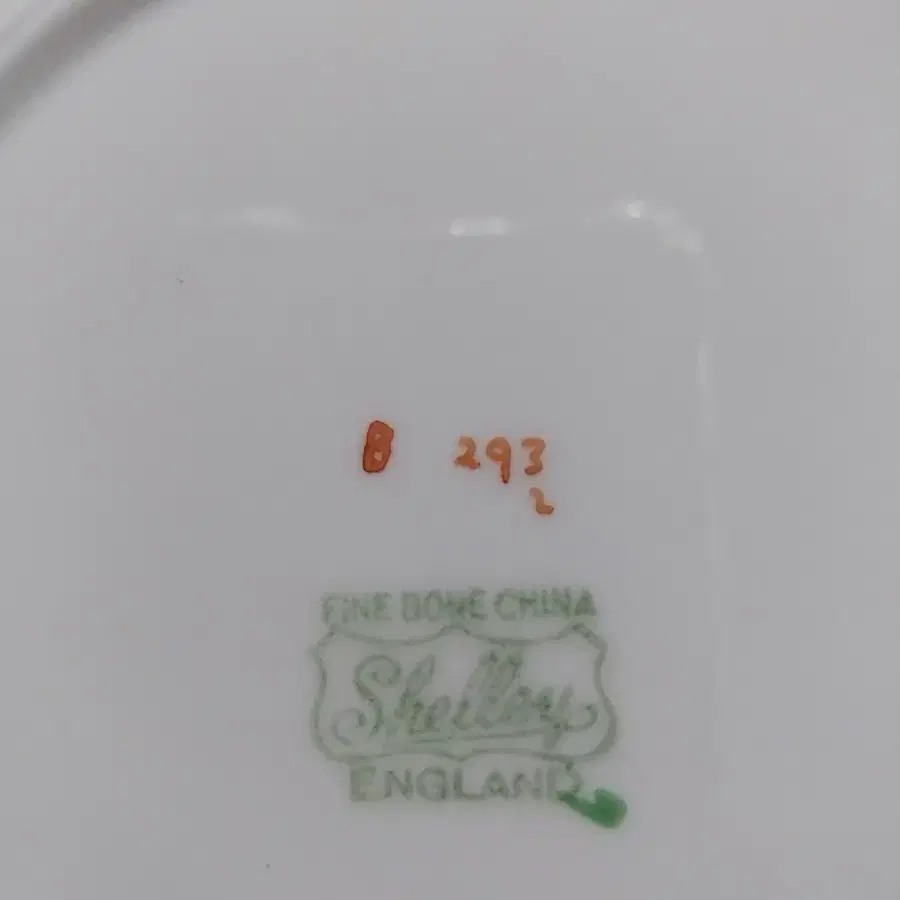 8 293
2
FINE BONE CHINA
Shelley
ENGLAND